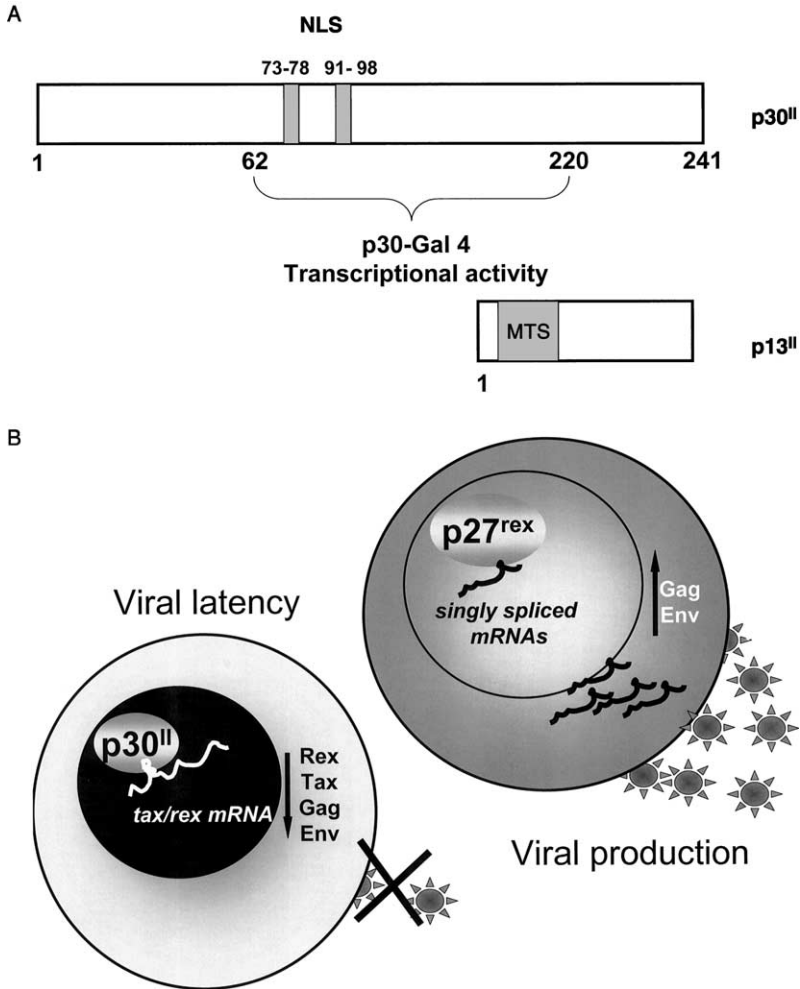 A
NLS
73-78 91- 98
p30II
1 62 220 241
p30-Gal 4
Transcriptional activity
MTS
p13II
1
B
p27rex
singly spliced
mRNAs
Gag
Env
Viral latency
p30II
tax/rex mRNA
Rex
Tax
Gag
Env
Viral production